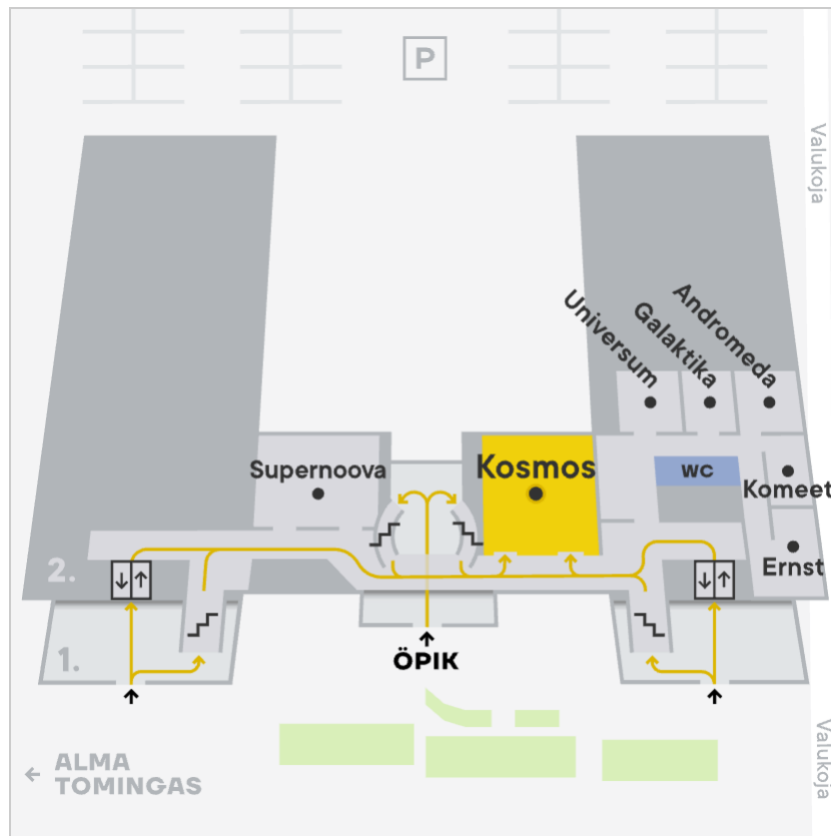 P
Valukoja
Universum
Galaktika
Andromeda
Supernoova
Kosmos
WC
Komeet
Ernst
2.
1.
ÖPIK
ALMA
TOMINGAS
Valukoja